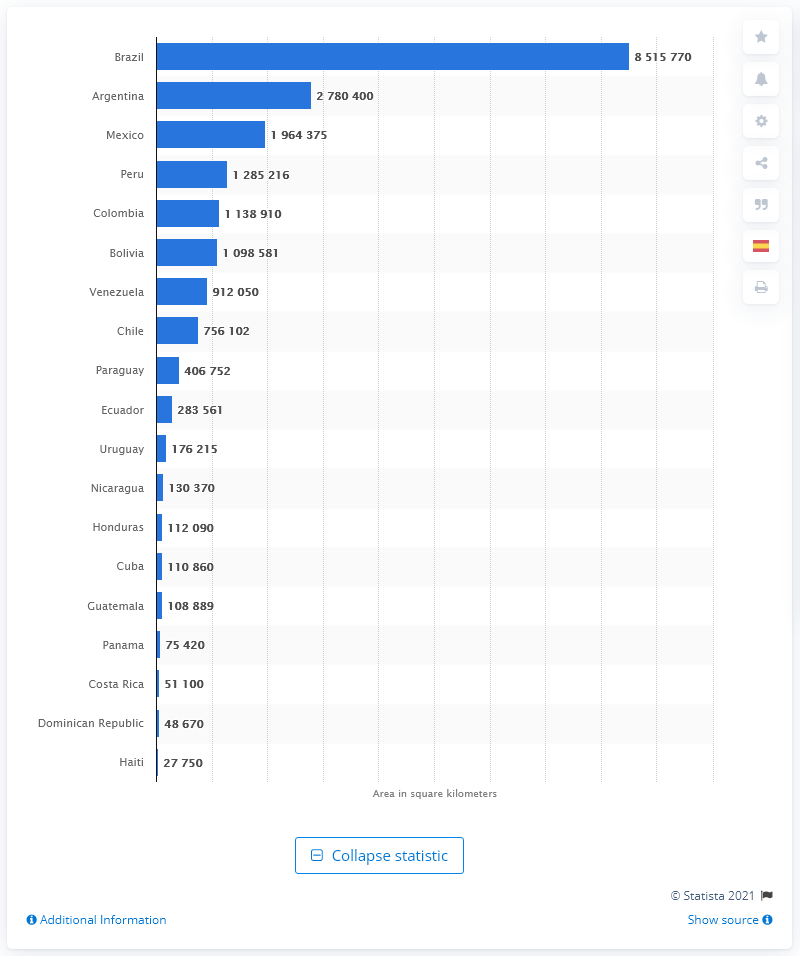 Brazil 8 515 770
Argentina 2 780 400
Mexico 1 964 375
Peru 1 285 216
Colombia 1 138 910
Bolivia 1 098 581
Venezuela 912 050
Chile 756 102
Paraguay 406 752
Ecuador 283 561
Uruguay 176 215
Nicaragua 130 370
Honduras 112 090
Cuba 110 860
Guatemala 108 889
Panama 75 420
Costa Rica 51 100
Dominican Republic 48 670
Haiti 27 750
Area in square kilometers
Collapse statistic
© Statista 2021
Additional Information
Show source